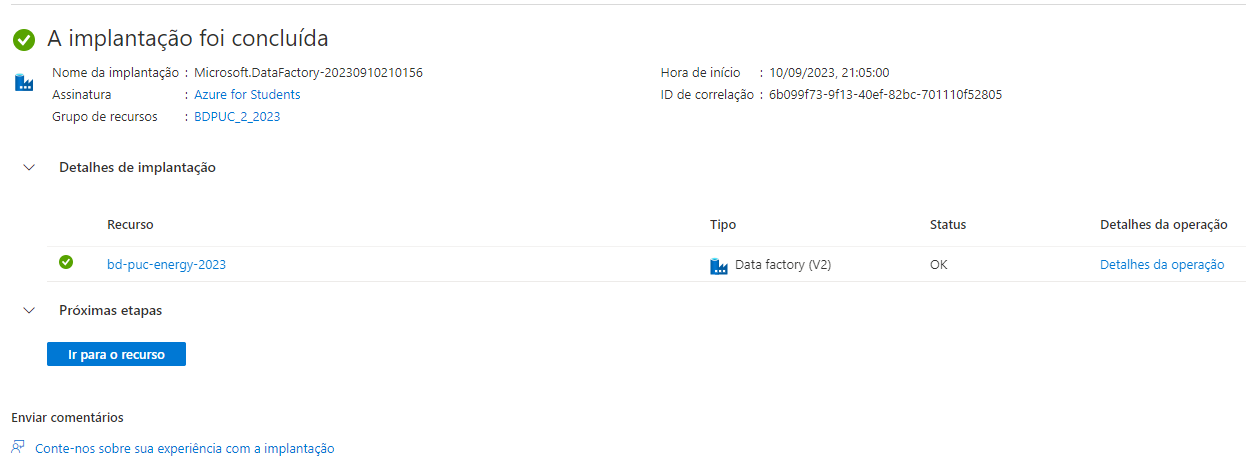 A implantação foi concluída
Nome da implantação : Microsoft.DataFactory-20230910210156
Hora de início : 10/09/2023, 21:05:00
Assinatura : Azure for Students
ID de correlação : 6b099f73-9f13-40ef-82bc-701110f52805
Grupo de recursos : BDPUC_2_2023
Detalhes de implantação
Recurso Tipo Status Detalhes da operação
bd-puc-energy-2023 Data factory (V2) OK Detalhes da operação
Próximas etapas
Ir para o recurso
Enviar comentários
Conte-nos sobre sua experiência com a implantação